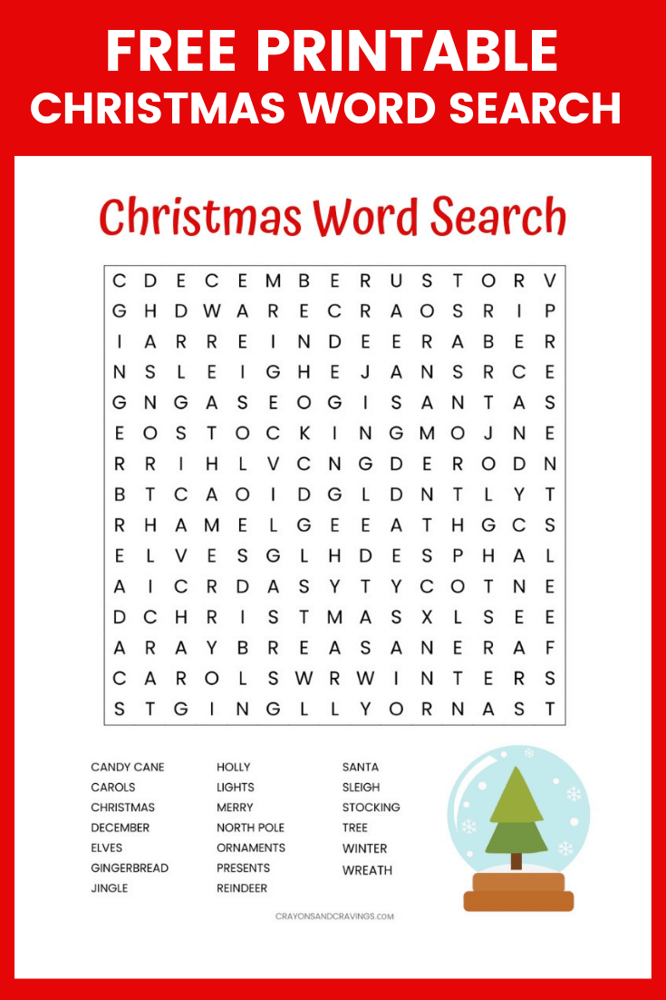 FREE PRINTABLE
CHRISTMAS WORD SEARCH
Christmas Word Search
C D E C E M B E R U S T O R V
G H D W A R E C R A O S R I P
I A R R E I N D E E R A B E R
N S L E I G H E J A N S R C E
G N G A S E O G I S A N T A S
E O S T O C K I N G M O J N E
R R I H L V C N G D E R O D N
B T C A O I D G L D N T L Y T
R H A M E L G E E A T H G C S
E L V E S G L H D E S P H A L
A I C R D A S Y T Y C O T N E
D C H R I S T M A S X L S E E
A R A Y B R E A S A N E R A F
C A R O L S W R W I N T E R S
S T G I N G L L Y O R N A S T
CANDY CANE HOLLY SANTA
CAROLS LIGHTS SLEIGH
CHRISTMAS MERRY STOCKING
DECEMBER NORTH POLE TREE
ELVES ORNAMENTS WINTER
GINGERBREAD PRESENTS WREATH
JINGLE REINDEER
CRAYONSANDCRAVINGS.COM